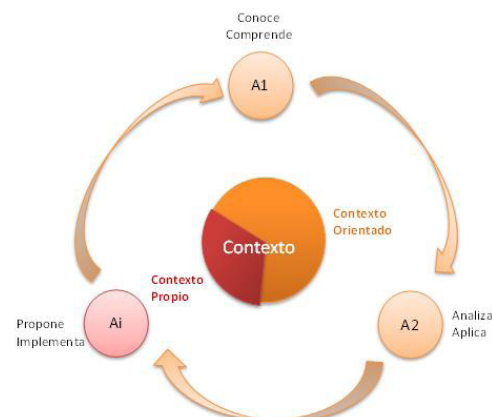 Conoce
Comprende
A1
Contexto
Orientado
Contexto
Contexto
Propio
Propone
Implementa
Ai
A2
Analiza
Aplica